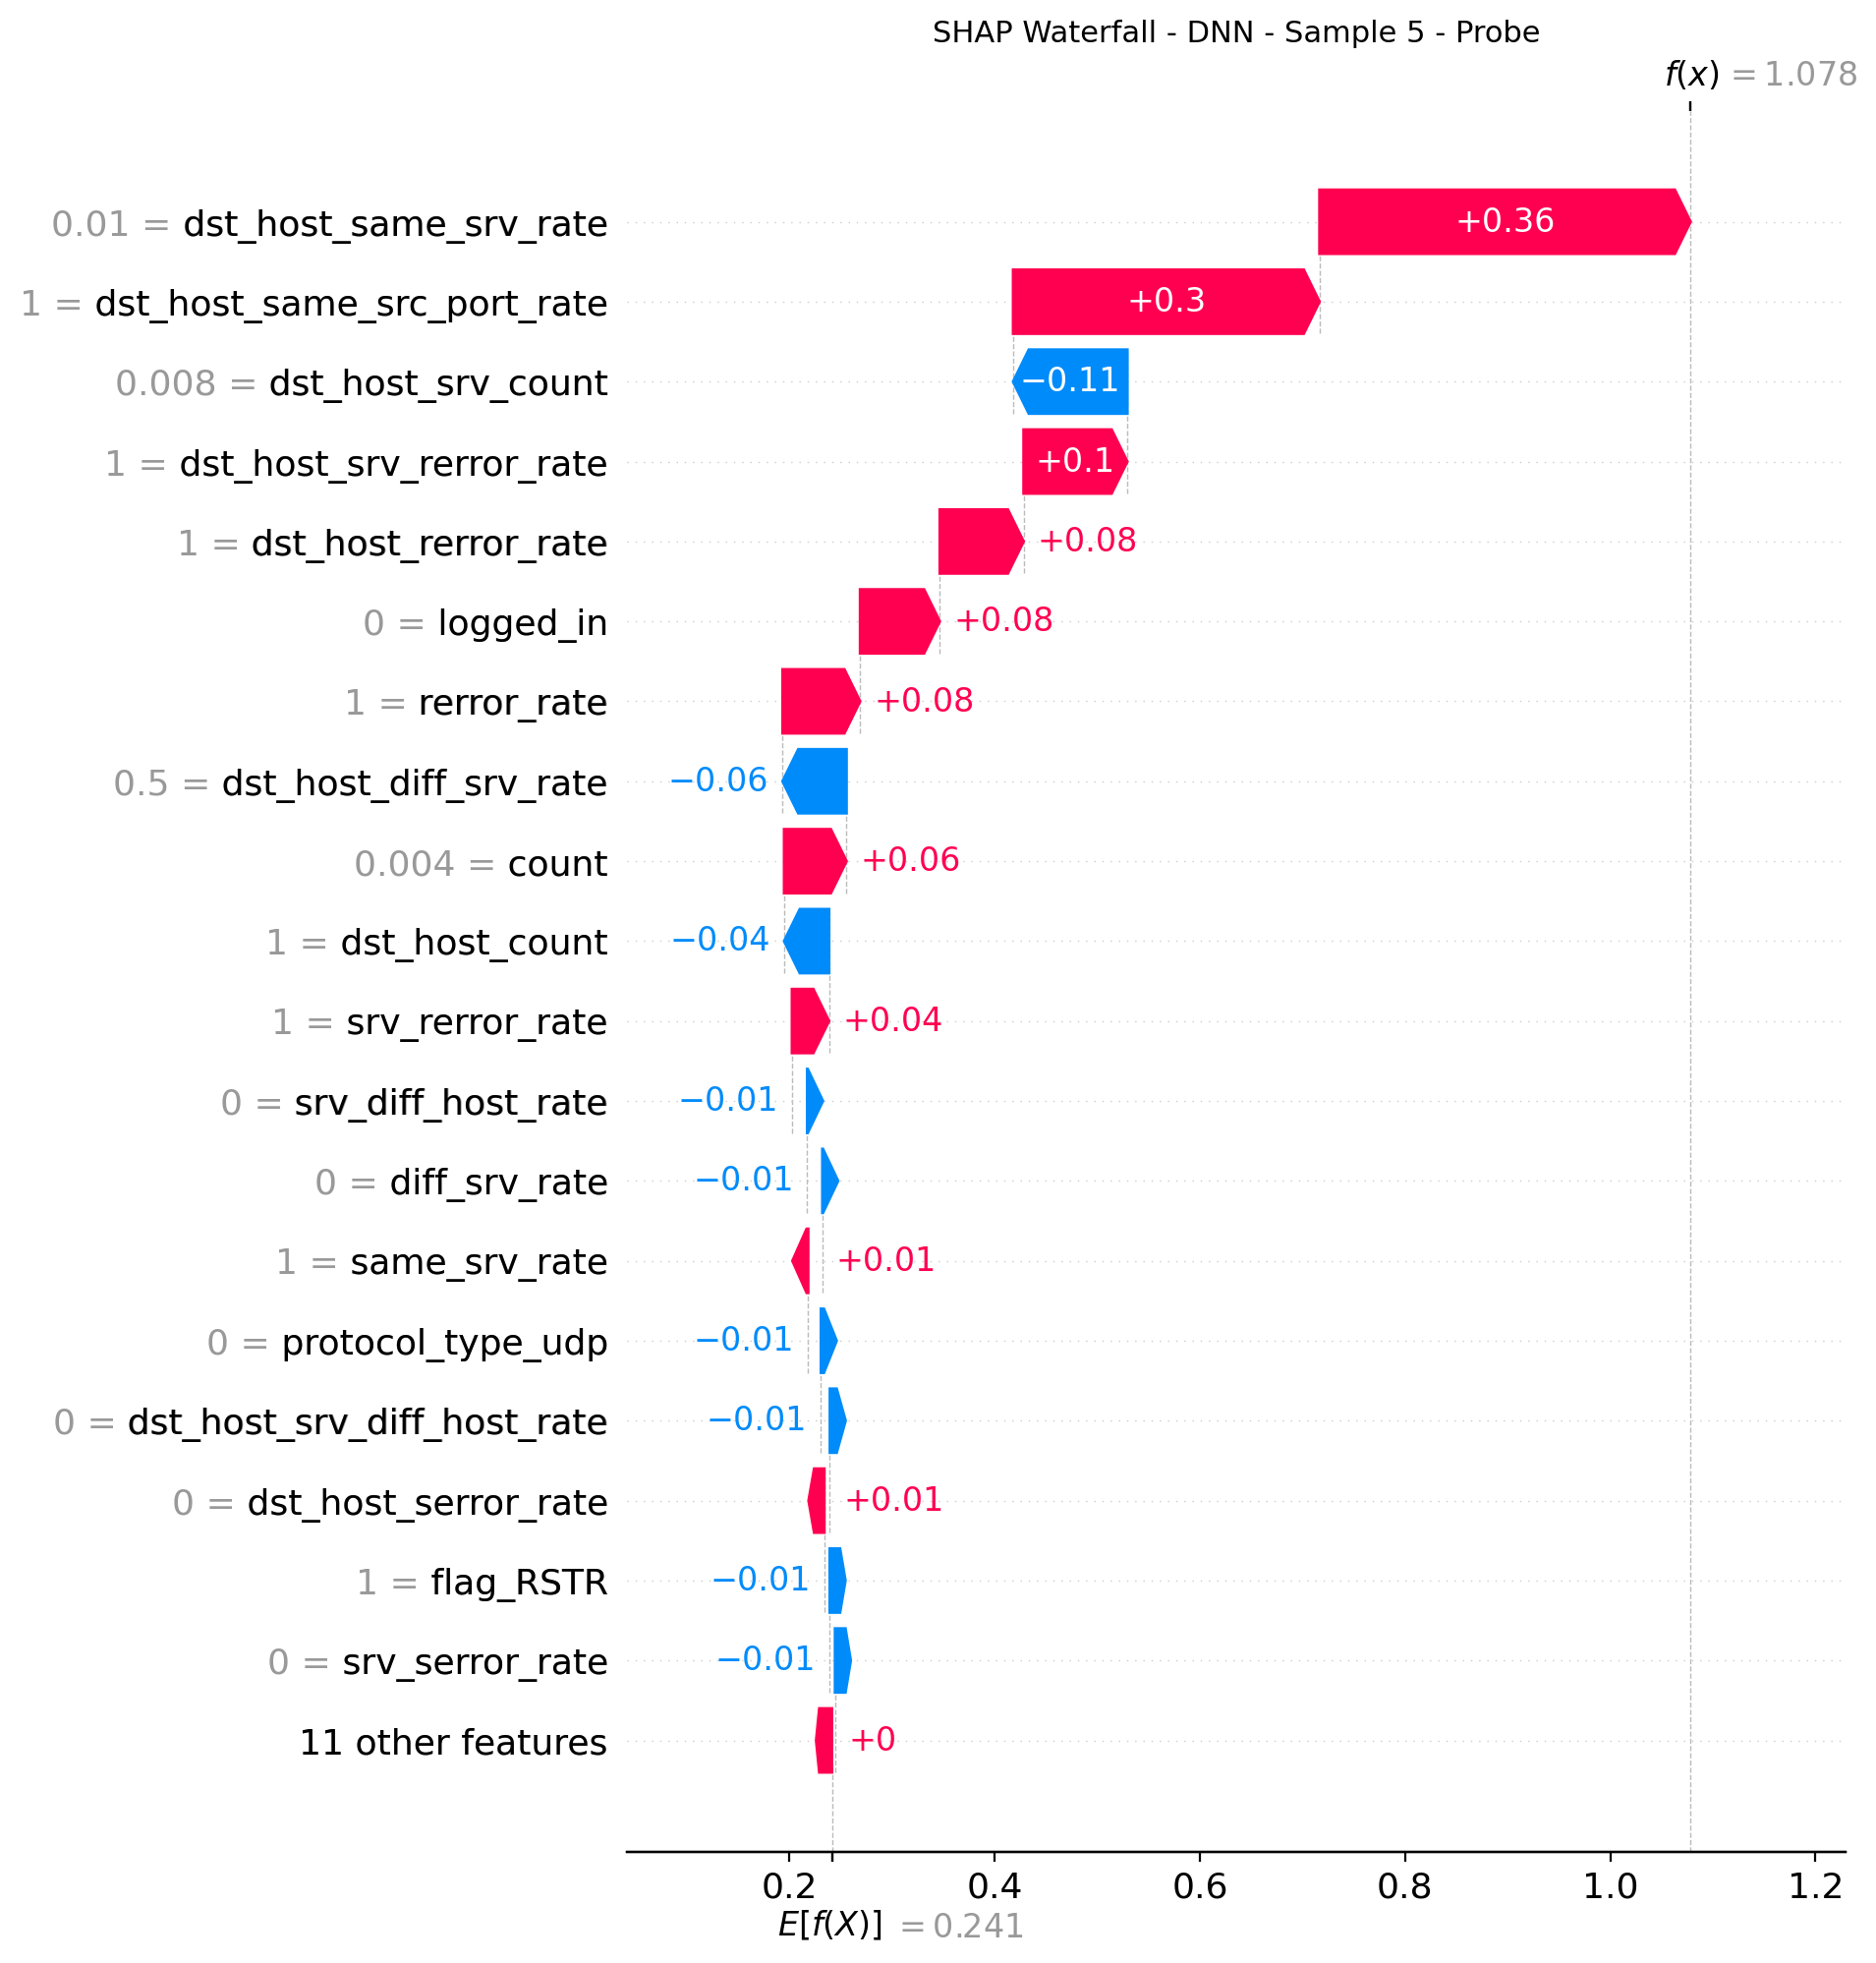 SHAP Waterfall - DNN - Sample 5 - Probe
f(x) = 1.078
0.01 = dst_host_same_srv_rate +0.36
1 = dst_host_same_src_port_rate +0.3
0.008 = dst_host_srv_count −0.11
1 = dst_host_srv_rerror_rate +0.1
1 = dst_host_rerror_rate +0.08
0 = logged_in +0.08
1 = rerror_rate +0.08
0.5 = dst_host_diff_srv_rate −0.06
0.004 = count +0.06
1 = dst_host_count −0.04
1 = srv_rerror_rate +0.04
0 = srv_diff_host_rate −0.01
0 = diff_srv_rate −0.01
1 = same_srv_rate +0.01
0 = protocol_type_udp −0.01
0 = dst_host_srv_diff_host_rate −0.01
0 = dst_host_serror_rate +0.01
1 = flag_RSTR −0.01
0 = srv_serror_rate −0.01
11 other features +0
0.2 0.4 0.6 0.8 1.0 1.2
E[f(X)] = 0.241